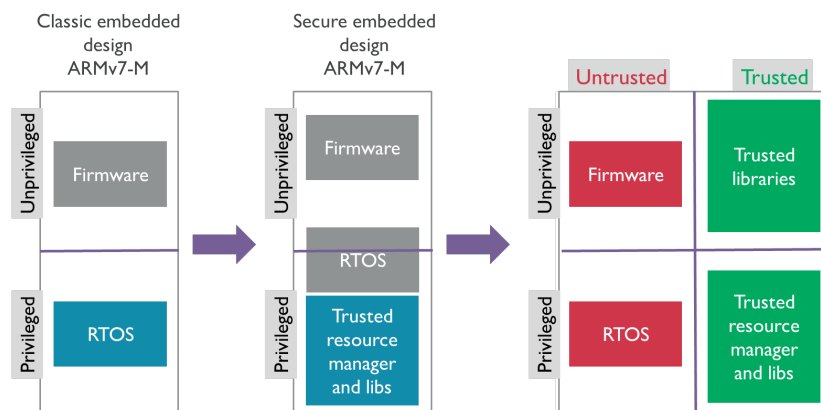 Classic embedded
design
ARMv7-M
Unprivileged
Firmware
Privileged
RTOS
Secure embedded
design
ARMv7-M
Unprivileged
Firmware
RTOS
Privileged
Trusted
resource
manager
and libs
Untrusted
Trusted
Unprivileged
Firmware
Trusted
libraries
Privileged
RTOS
Trusted
resource
manager
and libs